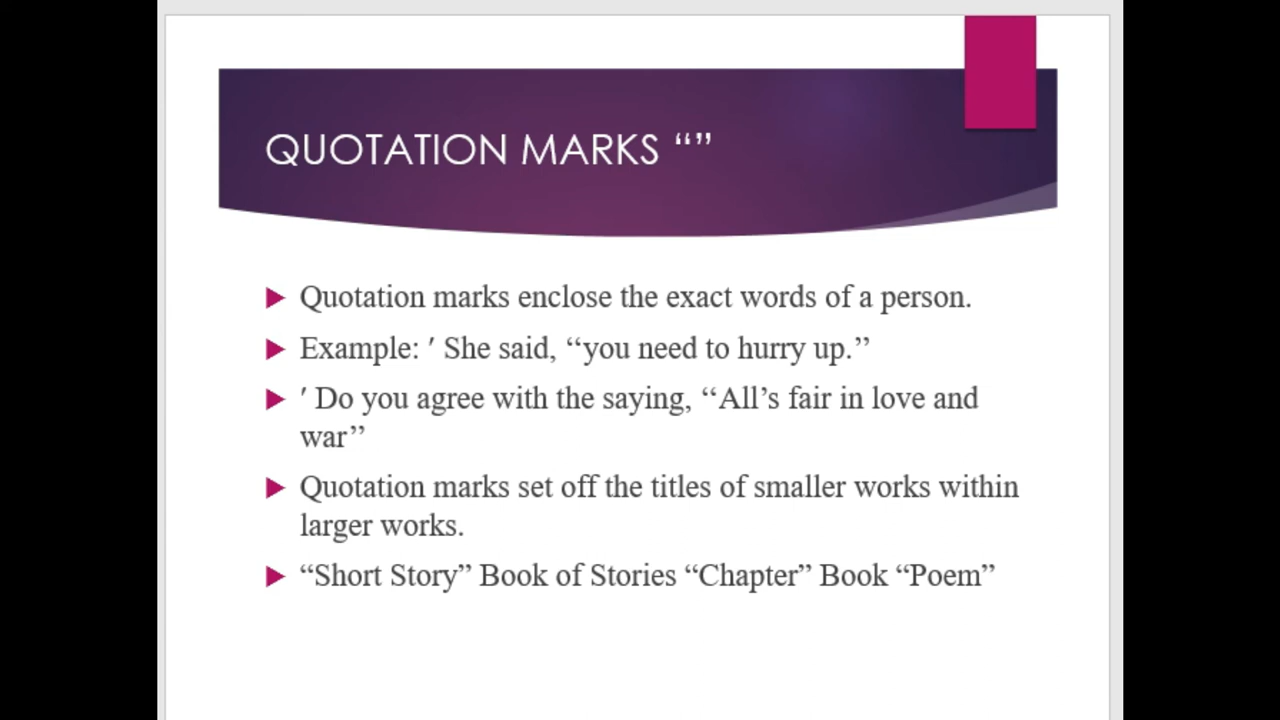 QUOTATION MARKS “”
Quotation marks enclose the exact words of a person.
Example: ′ She said, ‘‘you need to hurry up.’’
′ Do you agree with the saying, ‘‘All’s fair in love and
war’’
Quotation marks set off the titles of smaller works within
larger works.
“Short Story” Book of Stories “Chapter” Book “Poem”